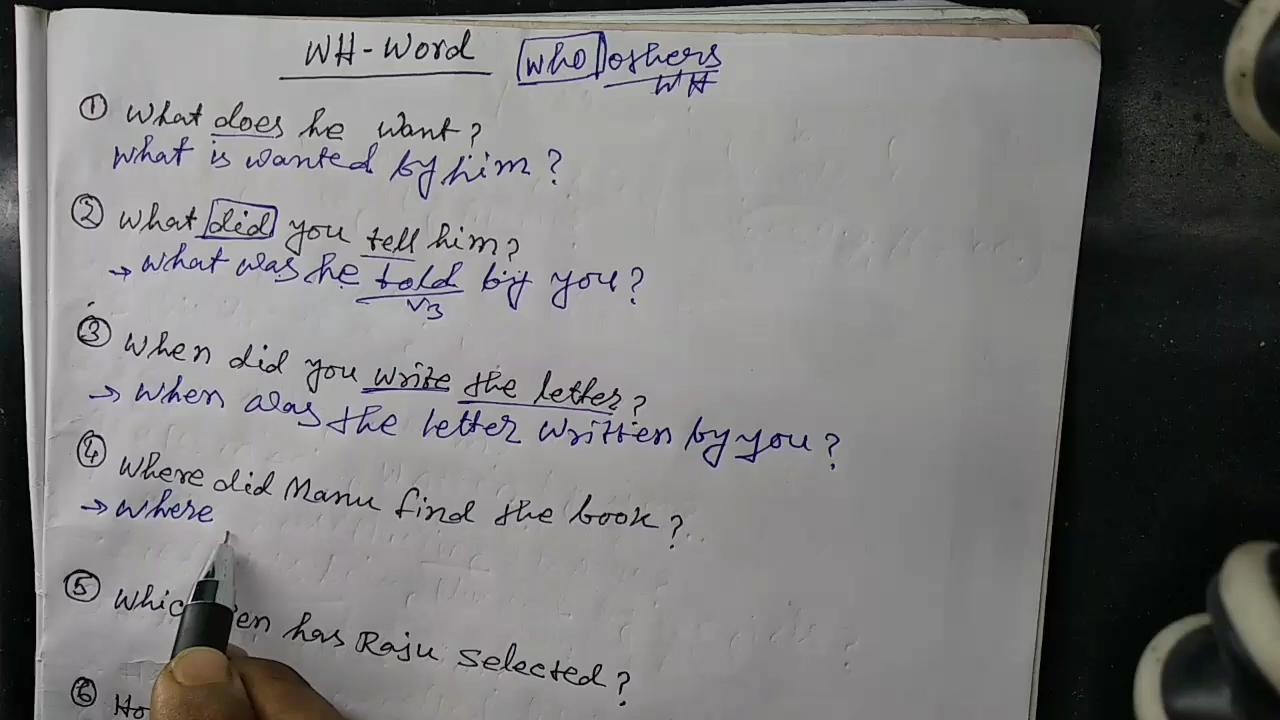 WH-Word who others
WH
① What does he want?
What is wanted by him?
② What did you tell him?
→ What was he told by you?
V3
③ When did you write the letter?
→ When was the letter written by you?
④ Where did Manu find the book?
→ Where
⑤ has Raju selected?
⑥